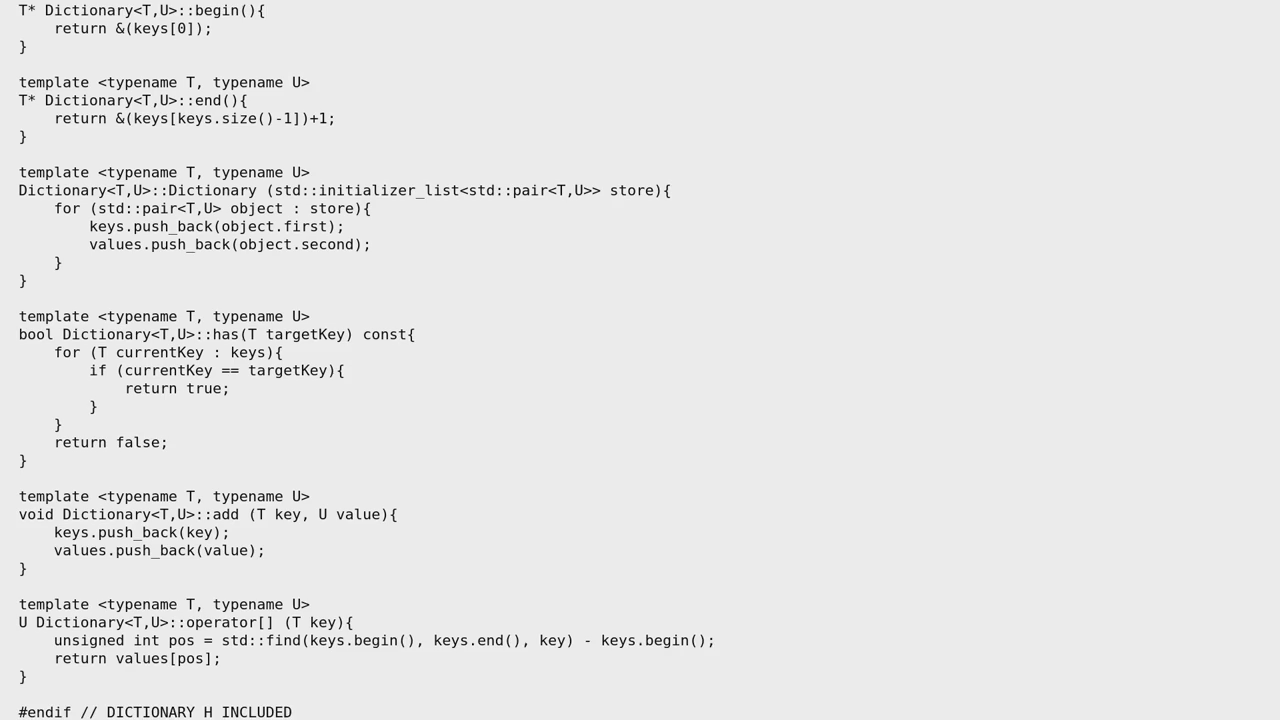 T* Dictionary<T,U>::begin(){
    return &(keys[0]);
}

template <typename T, typename U>
T* Dictionary<T,U>::end(){
    return &(keys[keys.size()-1])+1;
}

template <typename T, typename U>
Dictionary<T,U>::Dictionary (std::initializer_list<std::pair<T,U>> store){
    for (std::pair<T,U> object : store){
        keys.push_back(object.first);
        values.push_back(object.second);
    }
}

template <typename T, typename U>
bool Dictionary<T,U>::has(T targetKey) const{
    for (T currentKey : keys){
        if (currentKey == targetKey){
            return true;
        }
    }
    return false;
}

template <typename T, typename U>
void Dictionary<T,U>::add (T key, U value){
    keys.push_back(key);
    values.push_back(value);
}

template <typename T, typename U>
U Dictionary<T,U>::operator[] (T key){
    unsigned int pos = std::find(keys.begin(), keys.end(), key) - keys.begin();
    return values[pos];
}

#endif // DICTIONARY_H_INCLUDED